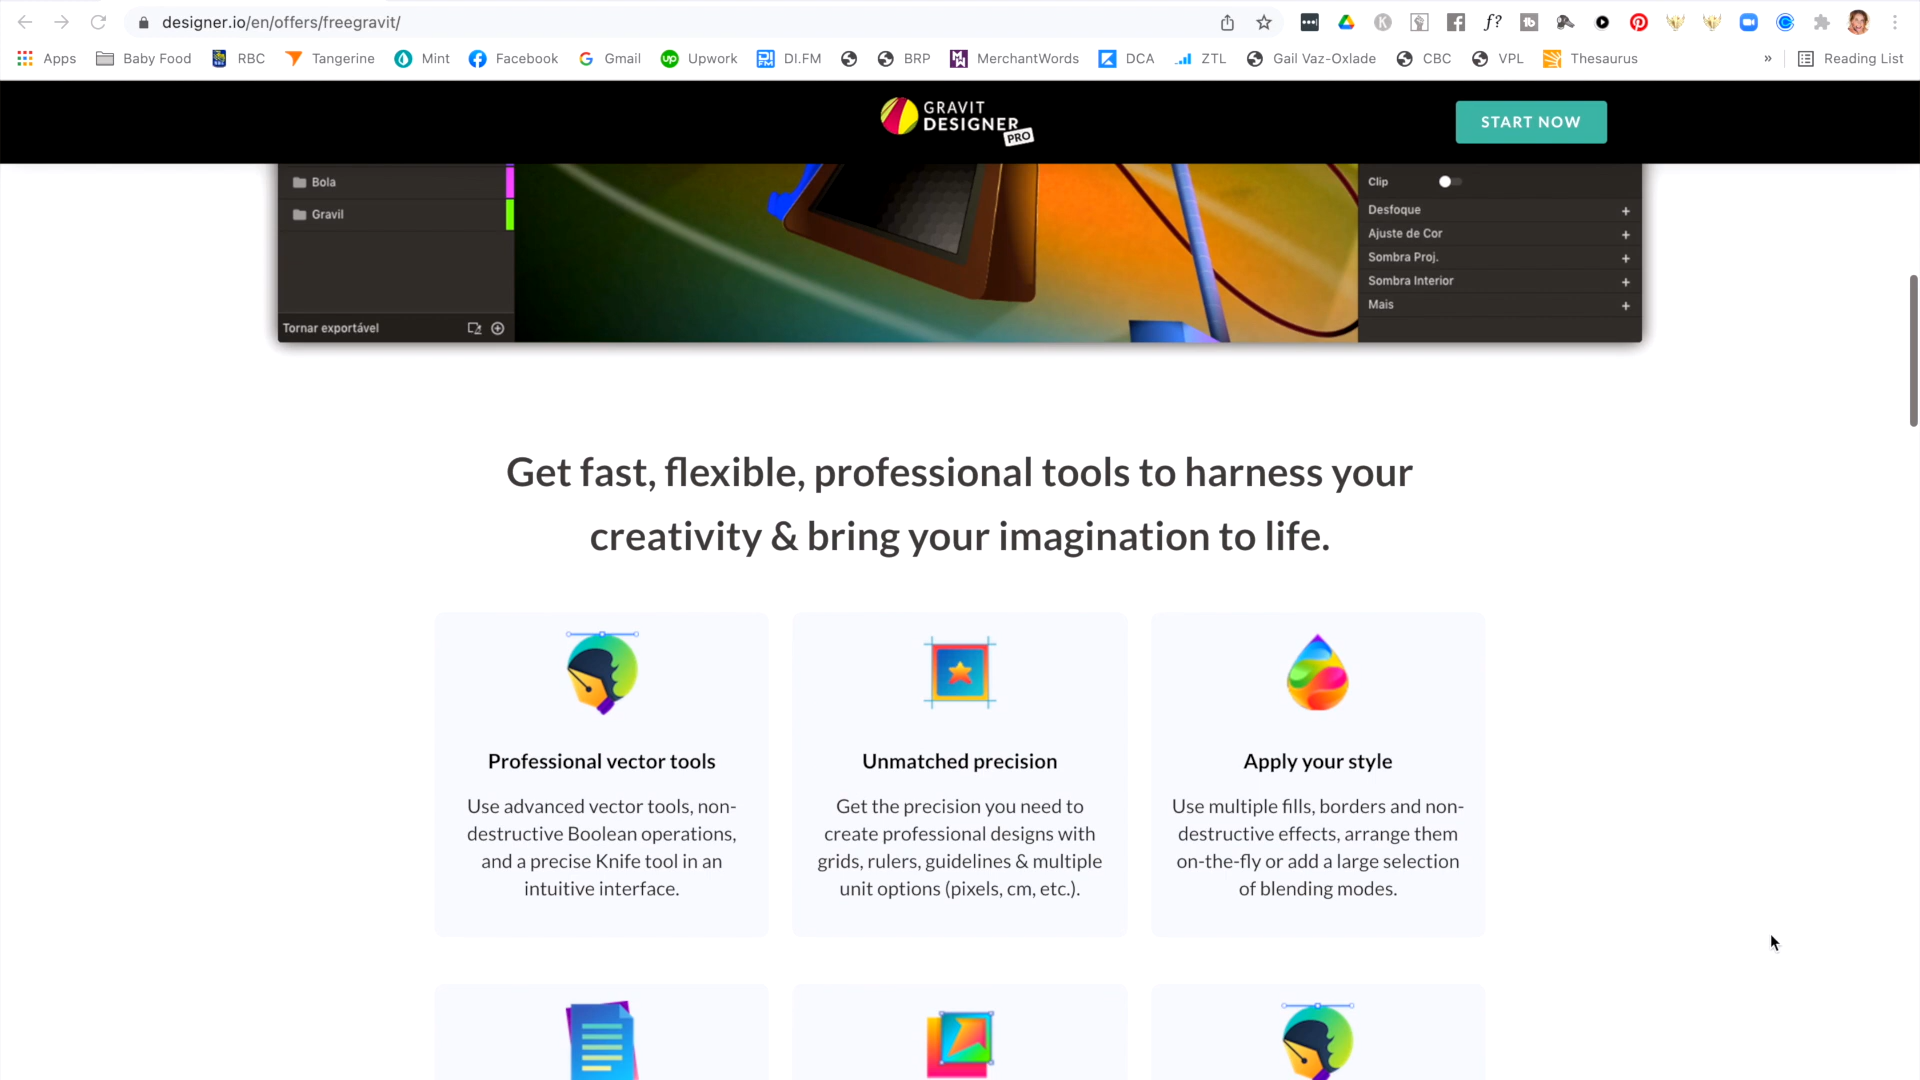 designer.io/en/offers/freegravit/
Apps Baby Food RBC Tangerine Mint Facebook Gmail Upwork DI.FM BRP MerchantWords DCA ZTL Gail Vaz-Oxlade CBC VPL Thesaurus » Reading List
GRAVIT
DESIGNER
PRO
START NOW
Bola
Gravil
Tornar exportável
Clip
Desfoque +
Ajuste de Cor +
Sombra Proj. +
Sombra Interior +
Mais +
Get fast, flexible, professional tools to harness your
creativity & bring your imagination to life.
Professional vector tools
Use advanced vector tools, non-
destructive Boolean operations,
and a precise Knife tool in an
intuitive interface.
Unmatched precision
Get the precision you need to
create professional designs with
grids, rulers, guidelines & multiple
unit options (pixels, cm, etc.).
Apply your style
Use multiple fills, borders and non-
destructive effects, arrange them
on-the-fly or add a large selection
of blending modes.